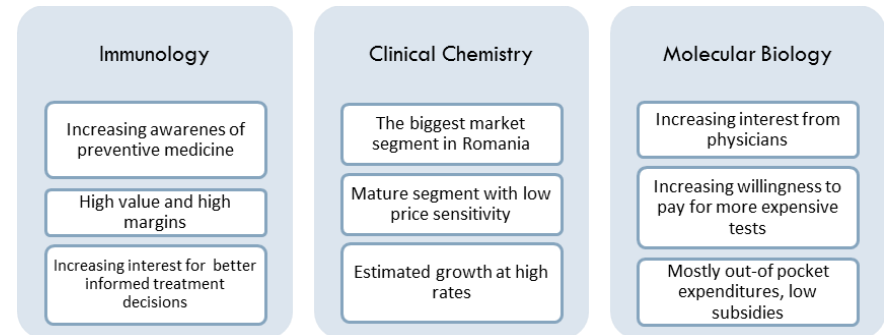 Immunology
Increasing awarenes of
preventive medicine
High value and high
margins
Increasing interest for better
informed treatment
decisions
Clinical Chemistry
The biggest market
segment in Romania
Mature segment with low
price sensitivity
Estimated growth at high
rates
Molecular Biology
Increasing interest from
physicians
Increasing willingness to
pay for more expensive
tests
Mostly out-of pocket
expenditures, low
subsidies